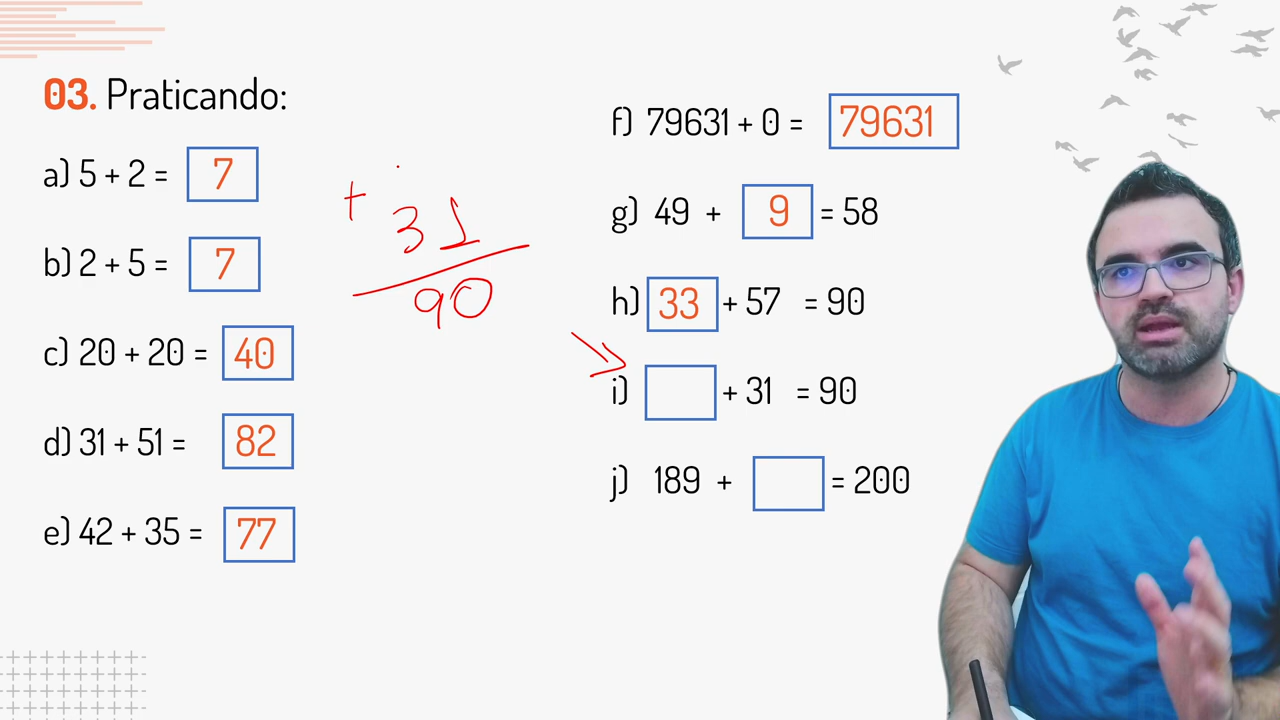 03. Praticando:
a) 5 + 2 = 7
b) 2 + 5 = 7
c) 20 + 20 = 40
d) 31 + 51 = 82
e) 42 + 35 = 77
+ 31
90
f) 79631 + 0 = 79631
g) 49 + 9 = 58
h) 33 + 57 = 90
i) + 31 = 90
j) 189 + = 200